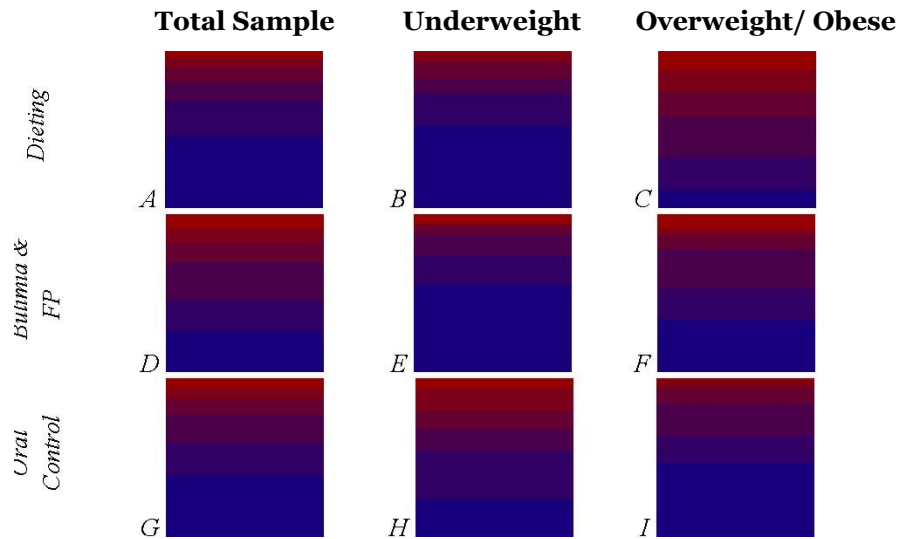 Total Sample Underweight Overweight/ Obese
Dieting
A B C
Bulimia &
FP
D E F
Oral
Control
G H I